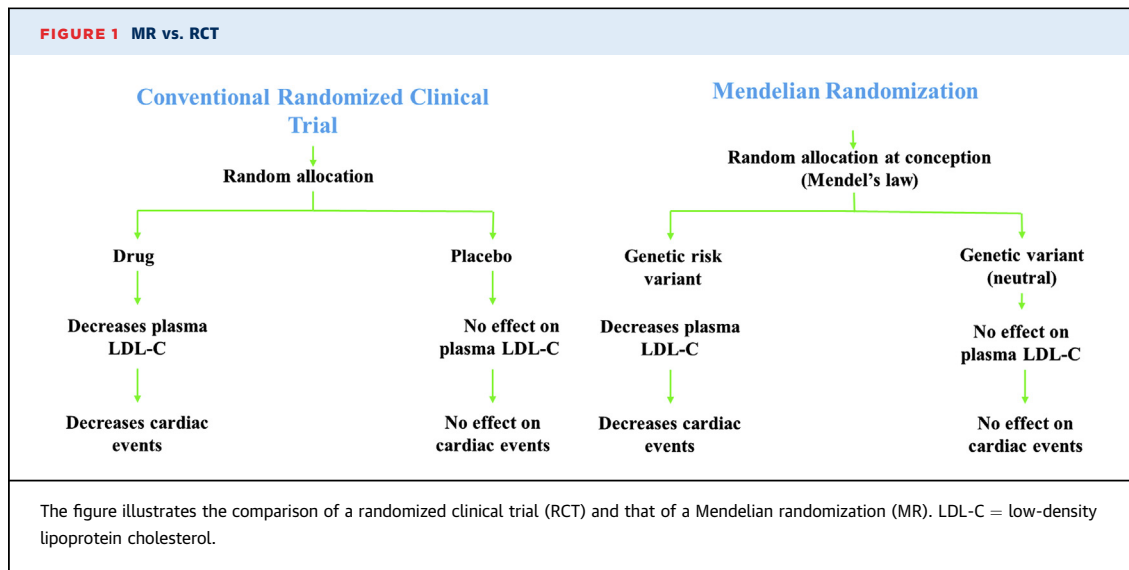 FIGURE 1 MR vs. RCT
Conventional Randomized Clinical
Trial
Random allocation
Drug
Placebo
Decreases plasma
LDL-C
No effect on
plasma LDL-C
Decreases cardiac
events
No effect on
cardiac events
Mendelian Randomization
Random allocation at conception
(Mendel's law)
Genetic risk
variant
Genetic variant
(neutral)
Decreases plasma
LDL-C
No effect on
plasma LDL-C
Decreases cardiac
events
No effect on
cardiac events
The figure illustrates the comparison of a randomized clinical trial (RCT) and that of a Mendelian randomization (MR). LDL-C = low-density
lipoprotein cholesterol.